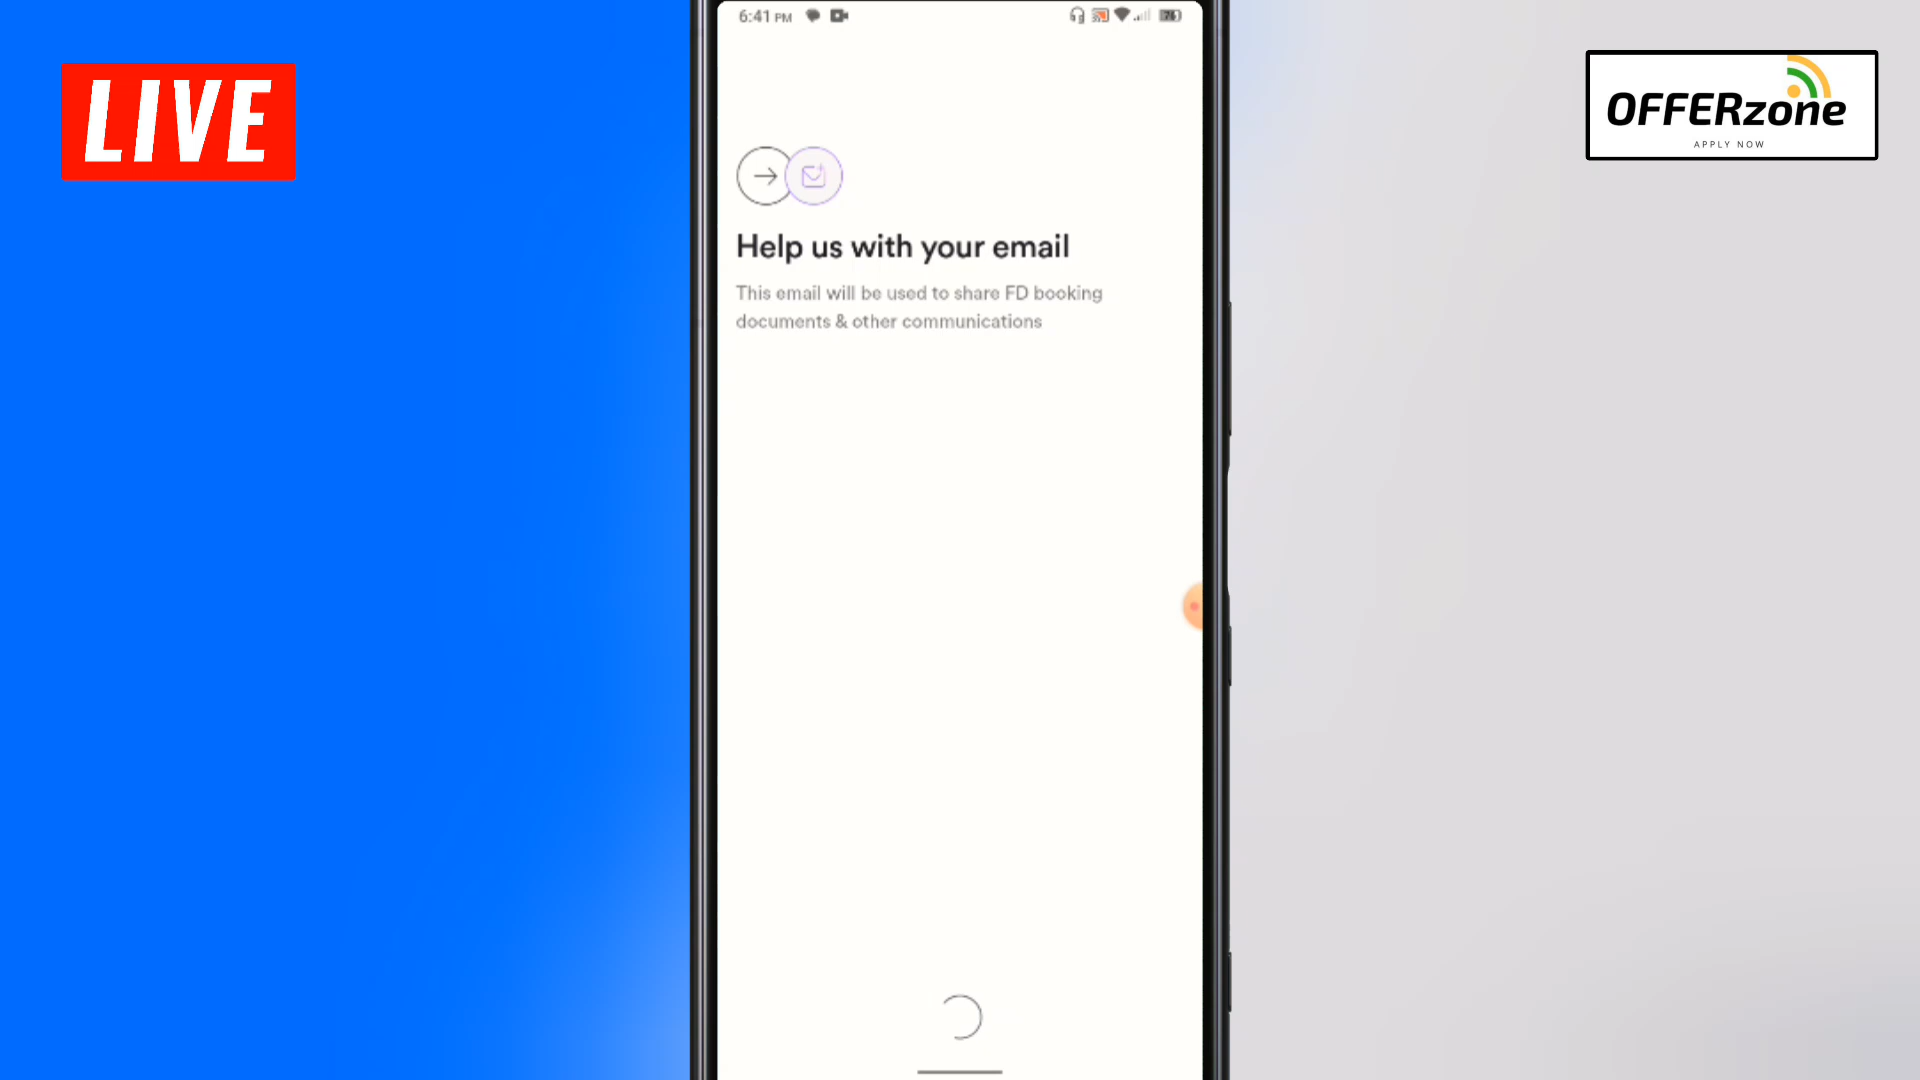 LIVE
6:41 PM
76
OFFERzone
APPLY NOW
Help us with your email
This email will be used to share FD booking
documents & other communications